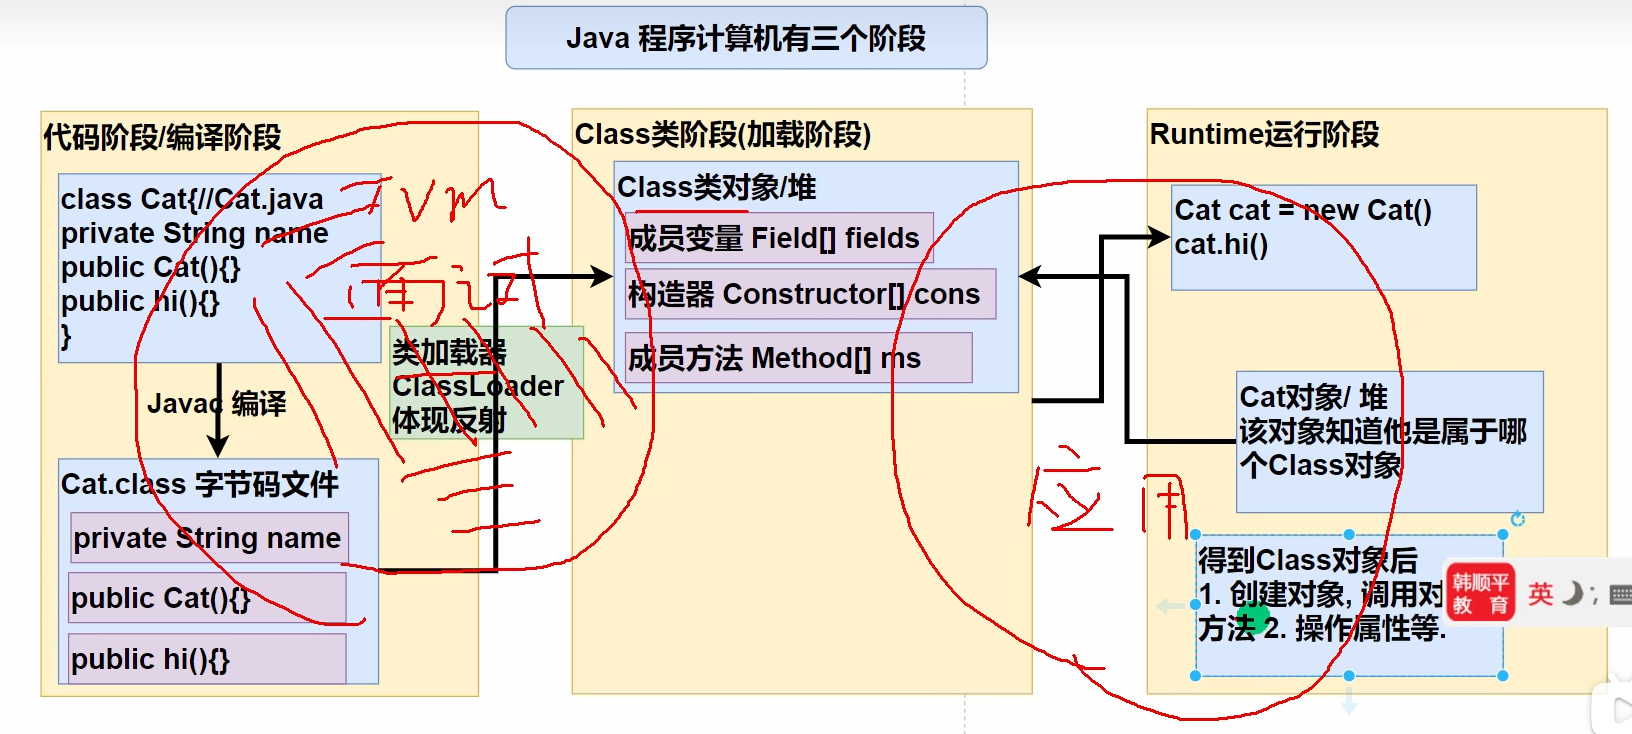 Java 程序计算机有三个阶段
代码阶段/编译阶段
class Cat{//Cat.java
private String name
public Cat(){}
public hi(){}
}
Javac 编译
Cat.class 字节码文件
private String name
public Cat(){}
public hi(){}
类加载器
ClassLoader
体现反射
Class类阶段(加载阶段)
Class类对象/堆
成员变量 Field[] fields
构造器 Constructor[] cons
成员方法 Method[] ms
Runtime运行阶段
Cat cat = new Cat()
cat.hi()
Cat对象/ 堆
该对象知道他是属于哪
个Class对象
得到Class对象后
1. 创建对象, 调用对
方法 2. 操作属性等.
应用
韩顺平
教 育
英